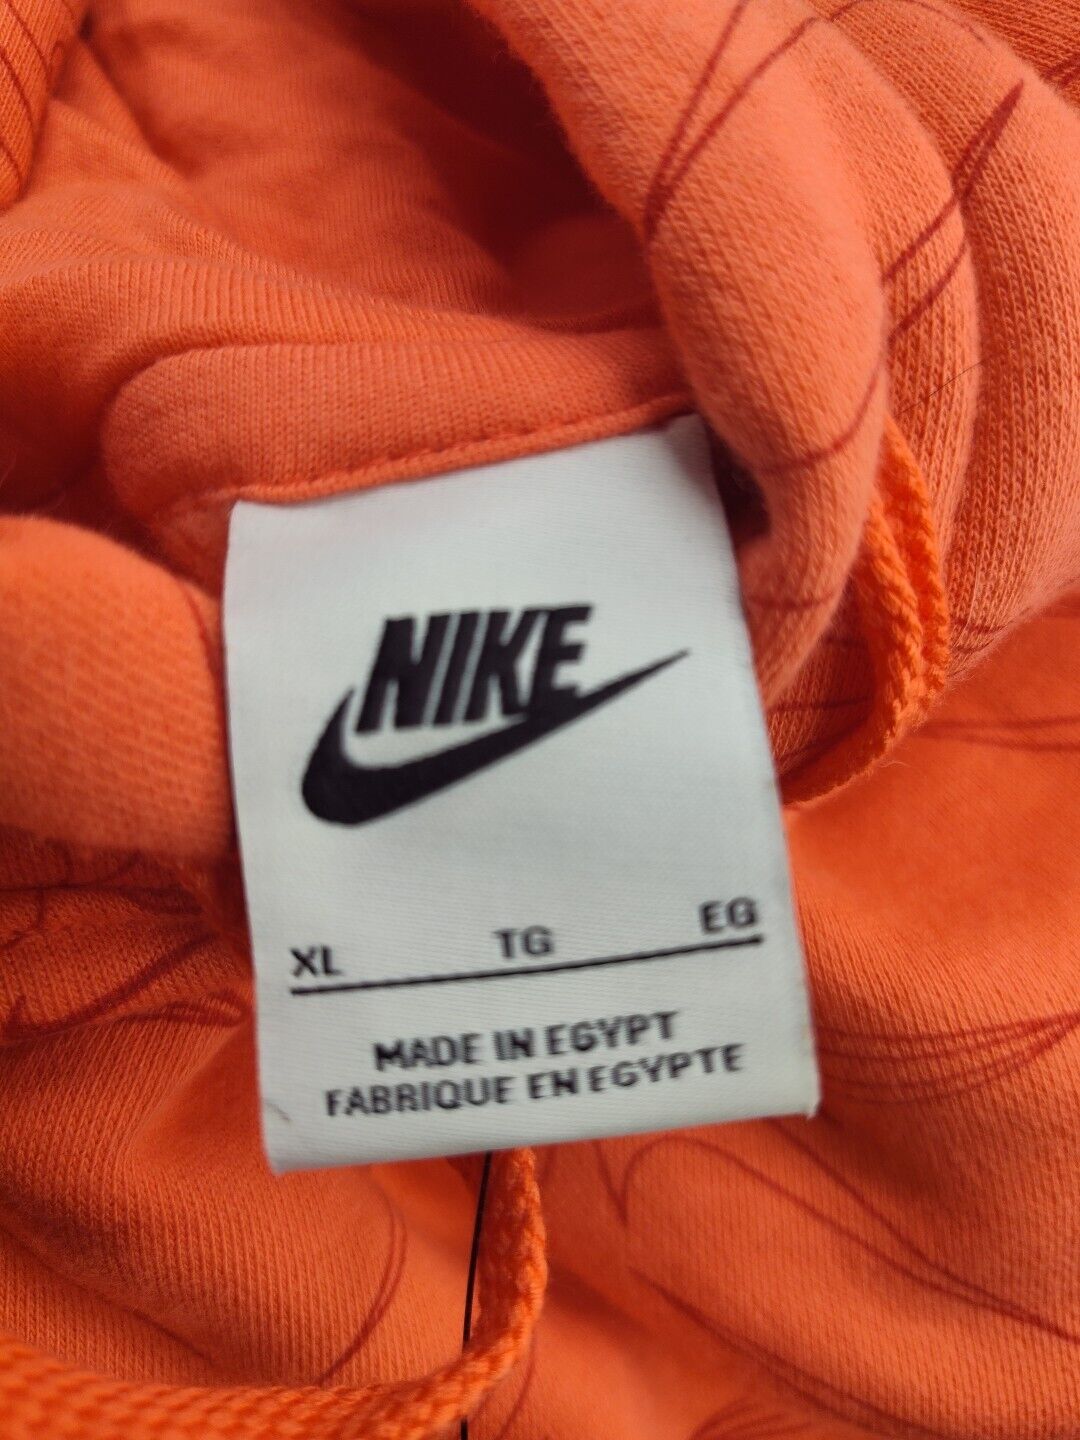 NIKE
XL TG EG
MADE IN EGYPT
FABRIQUE EN EGYPTE